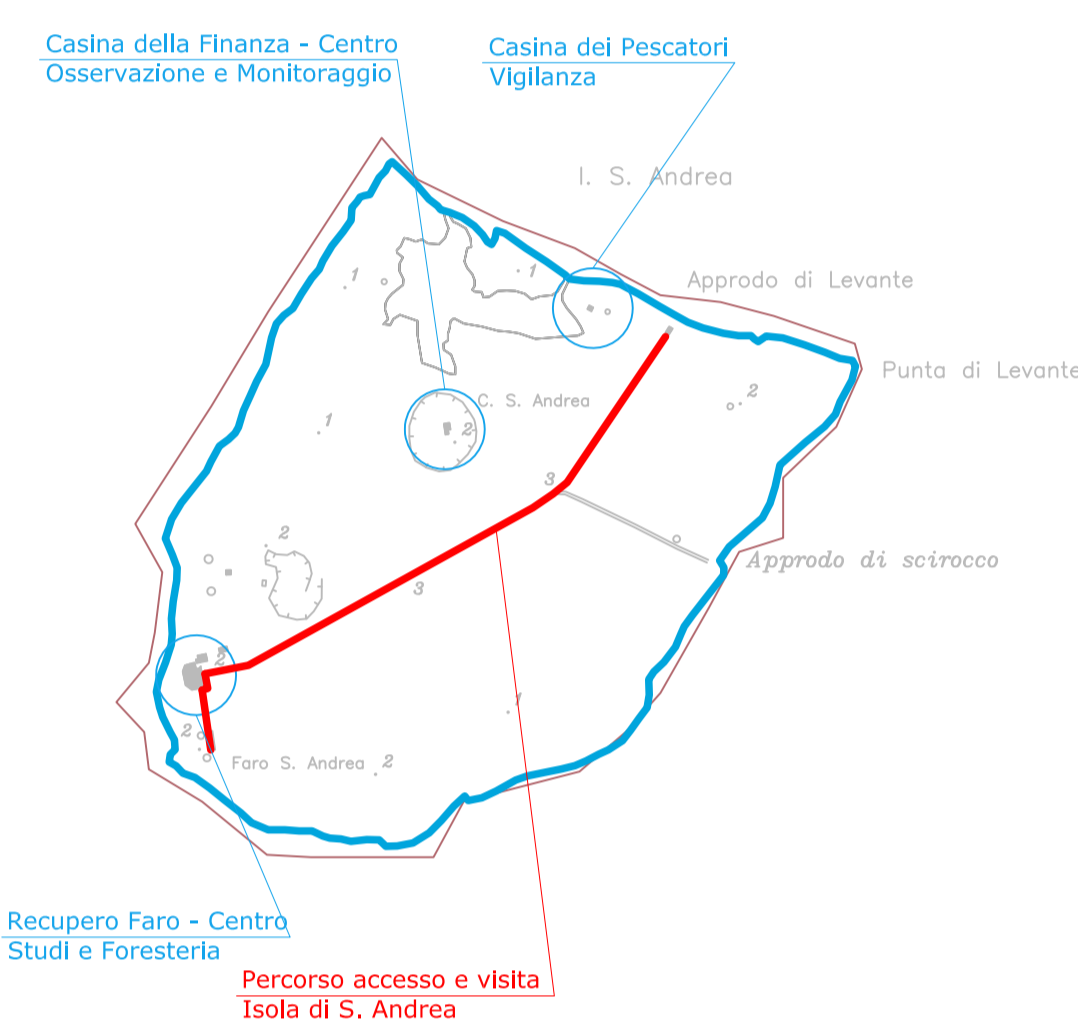 Casina della Finanza - Centro
Osservazione e Monitoraggio
Casina dei Pescatori
Vigilanza
I. S. Andrea
1
1
Approdo di Levante
Punta di Levante
2
C. S. Andrea
2
1
3
2
Approdo di scirocco
3
2
1
2
Faro S. Andrea
2
Recupero Faro - Centro
Studi e Foresteria
Percorso accesso e visita
Isola di S. Andrea